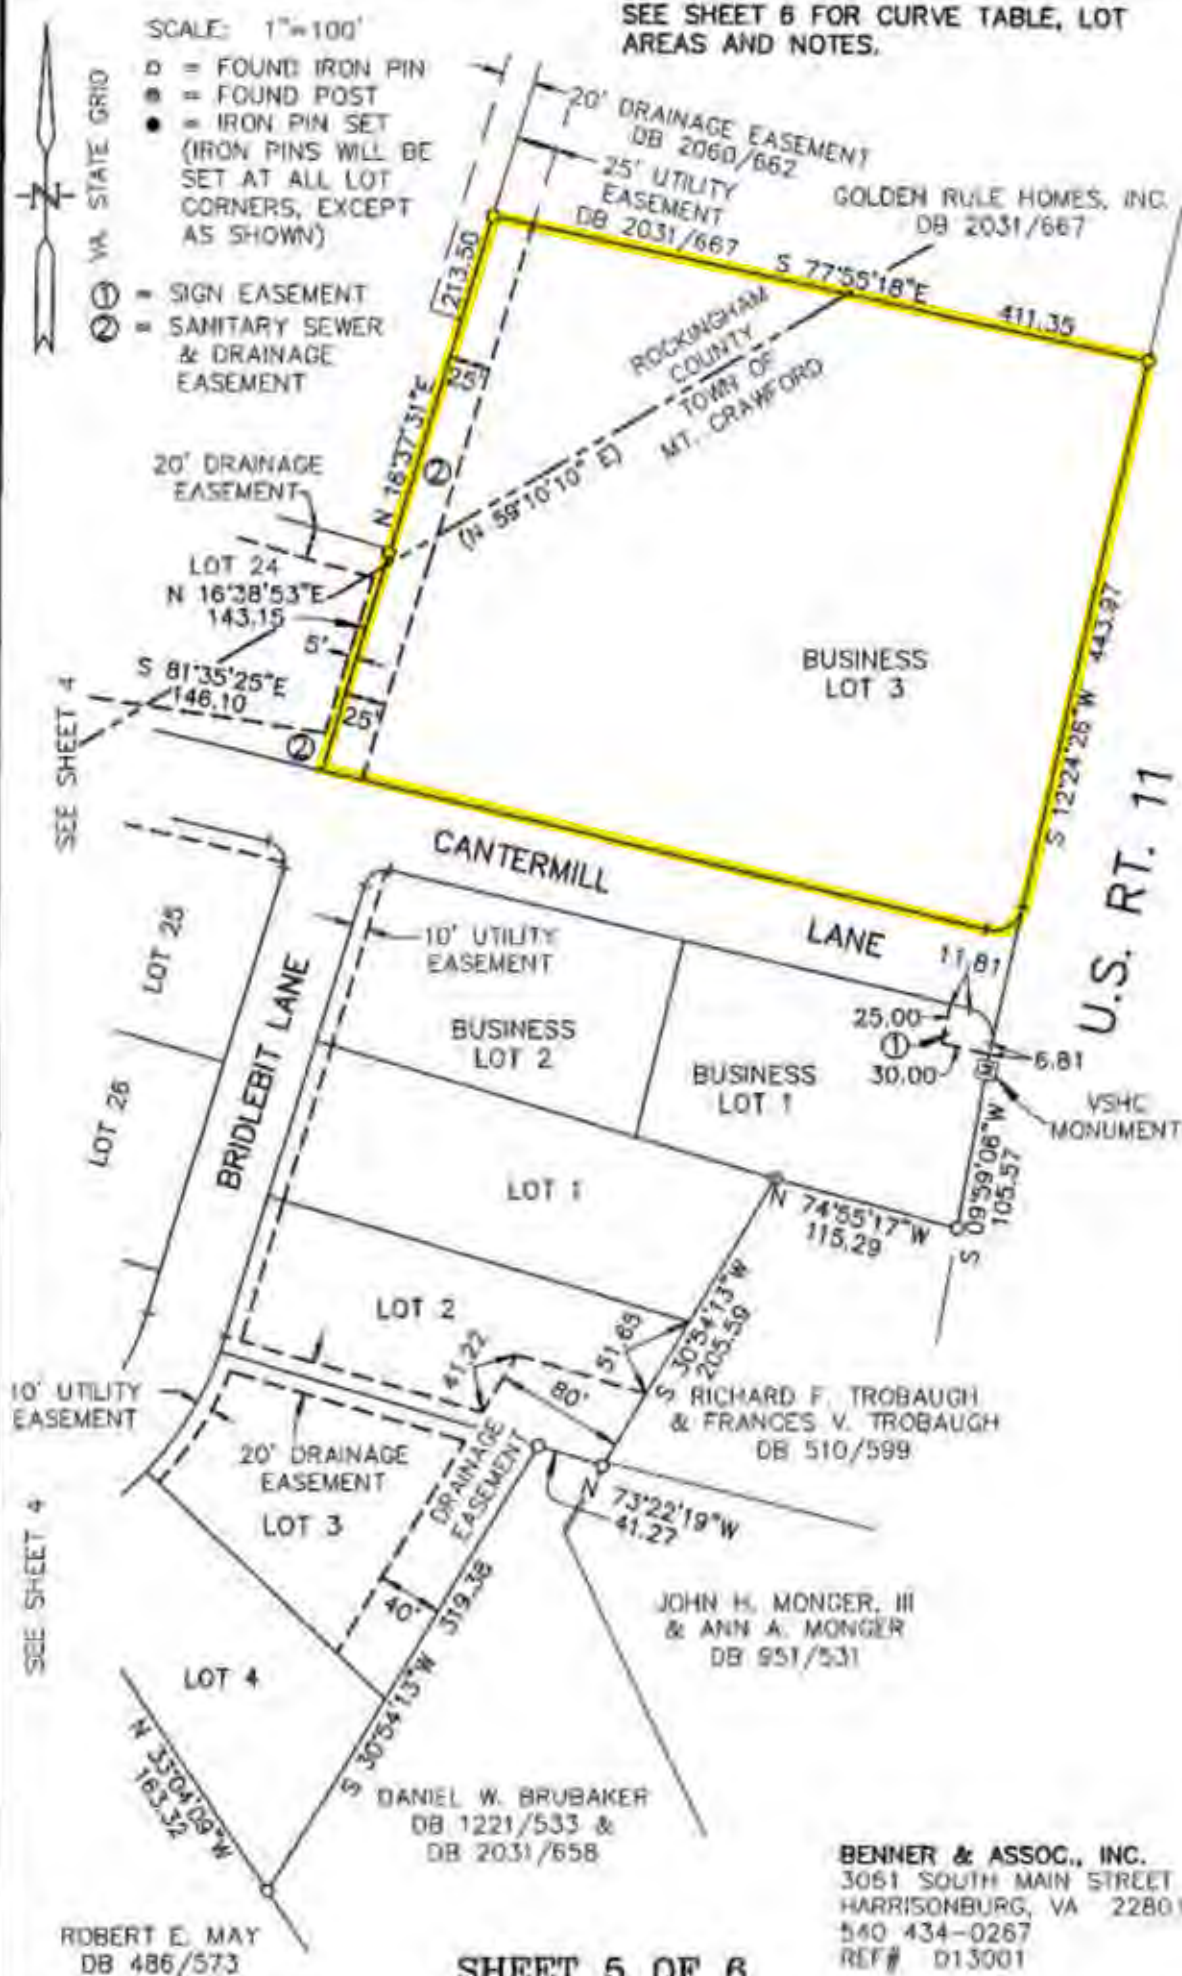 SEE SHEET 6 FOR CURVE TABLE, LOT
AREAS AND NOTES.
SCALE: 1"=100'
= FOUND IRON PIN
= FOUND POST
= IRON PIN SET
(IRON PINS WILL BE
SET AT ALL LOT
CORNERS, EXCEPT
AS SHOWN)
① = SIGN EASEMENT
② = SANITARY SEWER
& DRAINAGE
EASEMENT
N
VA. STATE GRID
20' DRAINAGE EASEMENT
DB 2060/662
25' UTILITY
EASEMENT
DB 2031/667
GOLDEN RULE HOMES, INC.
DB 2031/667
S 77°55'18"E
411.35
213.50
N 16°37'31"E
25'
②
ROCKINGHAM
COUNTY
TOWN OF
MT. CRAWFORD
(N 59°10'10" E)
20' DRAINAGE
EASEMENT
LOT 24
N 16°38'53"E
143.15
5'
S 81°35'25"E
146.10
25'
②
SEE SHEET 4
BUSINESS
LOT 3
S 12°24'26"W 443.97
U.S. RT. 11
CANTERMILL
LANE
11.81
25.00
①
30.00
6.81
VSHC
MONUMENT
S 09°59'06"W
105.57
10' UTILITY
EASEMENT
LOT 25
BRIDLEBIT LANE
BUSINESS
LOT 2
BUSINESS
LOT 1
LOT 26
LOT 1
N 74°55'17"W
115.29
LOT 2
41.22
51.65
S 30°54'13"W
205.59
80'
RICHARD F. TROBAUGH
& FRANCES V. TROBAUGH
DB 510/599
10' UTILITY
EASEMENT
20' DRAINAGE
EASEMENT
DRAINAGE
EASEMENT
LOT 3
N 73°22'19"W
41.27
SEE SHEET 4
40'
S 30°54'13"W 319.38
JOHN H. MONGER, III
& ANN A. MONGER
DB 951/531
LOT 4
N 33°04'09"W
163.32
DANIEL W. BRUBAKER
DB 1221/533 &
DB 2031/658
ROBERT E. MAY
DB 486/573
BENNER & ASSOC., INC.
3061 SOUTH MAIN STREET
HARRISONBURG, VA 22801
540 434-0267
REF# D13001
SHEET 5 OF 6